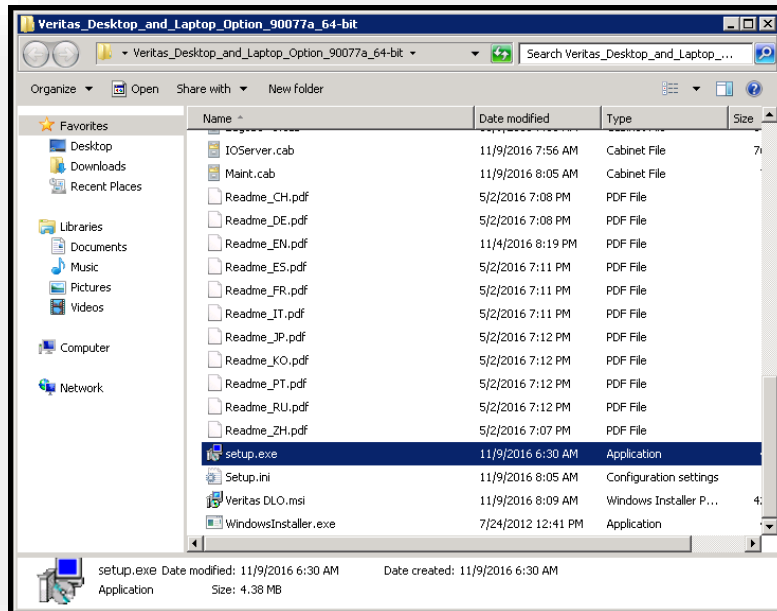 Veritas_Desktop_and_Laptop_Option_90077a_64-bit
Veritas_Desktop_and_Laptop_Option_90077a_64-bit
Search Veritas_Desktop_and_Laptop_...
Organize Open Share with New folder
Name Date modified Type Size
Favorites
Desktop
Downloads
Recent Places
Libraries
Documents
Music
Pictures
Videos
Computer
Network
IOServer.cab 11/9/2016 7:56 AM Cabinet File
Maint.cab 11/9/2016 8:05 AM Cabinet File
Readme_CH.pdf 5/2/2016 7:08 PM PDF File
Readme_DE.pdf 5/2/2016 7:08 PM PDF File
Readme_EN.pdf 11/4/2016 8:19 PM PDF File
Readme_ES.pdf 5/2/2016 7:11 PM PDF File
Readme_FR.pdf 5/2/2016 7:11 PM PDF File
Readme_IT.pdf 5/2/2016 7:11 PM PDF File
Readme_JP.pdf 5/2/2016 7:12 PM PDF File
Readme_KO.pdf 5/2/2016 7:12 PM PDF File
Readme_PT.pdf 5/2/2016 7:12 PM PDF File
Readme_RU.pdf 5/2/2016 7:12 PM PDF File
Readme_ZH.pdf 5/2/2016 7:07 PM PDF File
setup.exe 11/9/2016 6:30 AM Application
Setup.ini 11/9/2016 8:05 AM Configuration settings
Veritas DLO.msi 11/9/2016 8:09 AM Windows Installer P...
WindowsInstaller.exe 7/24/2012 12:41 PM Application
setup.exe Date modified: 11/9/2016 6:30 AM Date created: 11/9/2016 6:30 AM
Application Size: 4.38 MB